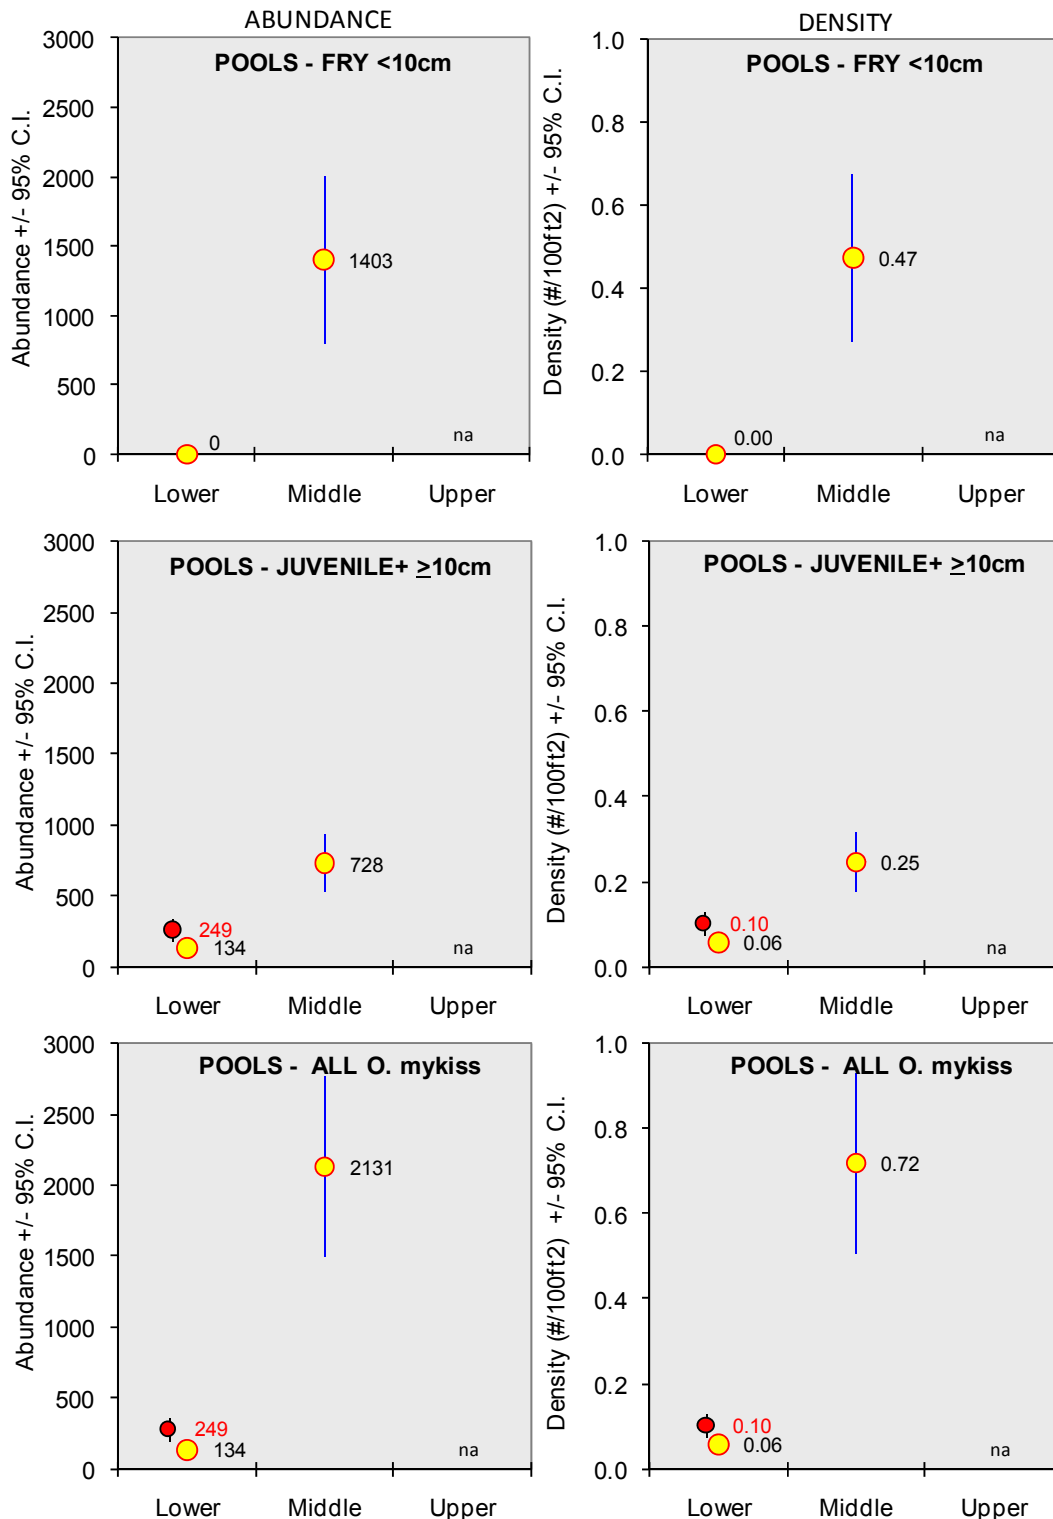 ABUNDANCE
POOLS - FRY <10cm
Abundance +/- 95% C.I.
3000
2500
2000
1500
1000
500
0
1403
0
na
Lower Middle Upper
DENSITY
POOLS - FRY <10cm
Density (#/100ft2) +/- 95% C.I.
1.0
0.8
0.6
0.4
0.2
0.0
0.47
0.00
na
Lower Middle Upper
POOLS - JUVENILE+ ≥10cm
Abundance +/- 95% C.I.
3000
2500
2000
1500
1000
500
0
728
249
134
na
Lower Middle Upper
POOLS - JUVENILE+ ≥10cm
Density (#/100ft2) +/- 95% C.I.
1.0
0.8
0.6
0.4
0.2
0.0
0.25
0.10
0.06
na
Lower Middle Upper
POOLS - ALL O. mykiss
Abundance +/- 95% C.I.
3000
2500
2000
1500
1000
500
0
2131
249
134
na
Lower Middle Upper
POOLS - ALL O. mykiss
Density (#/100ft2) +/- 95% C.I.
1.0
0.8
0.6
0.4
0.2
0.0
0.72
0.10
0.06
na
Lower Middle Upper